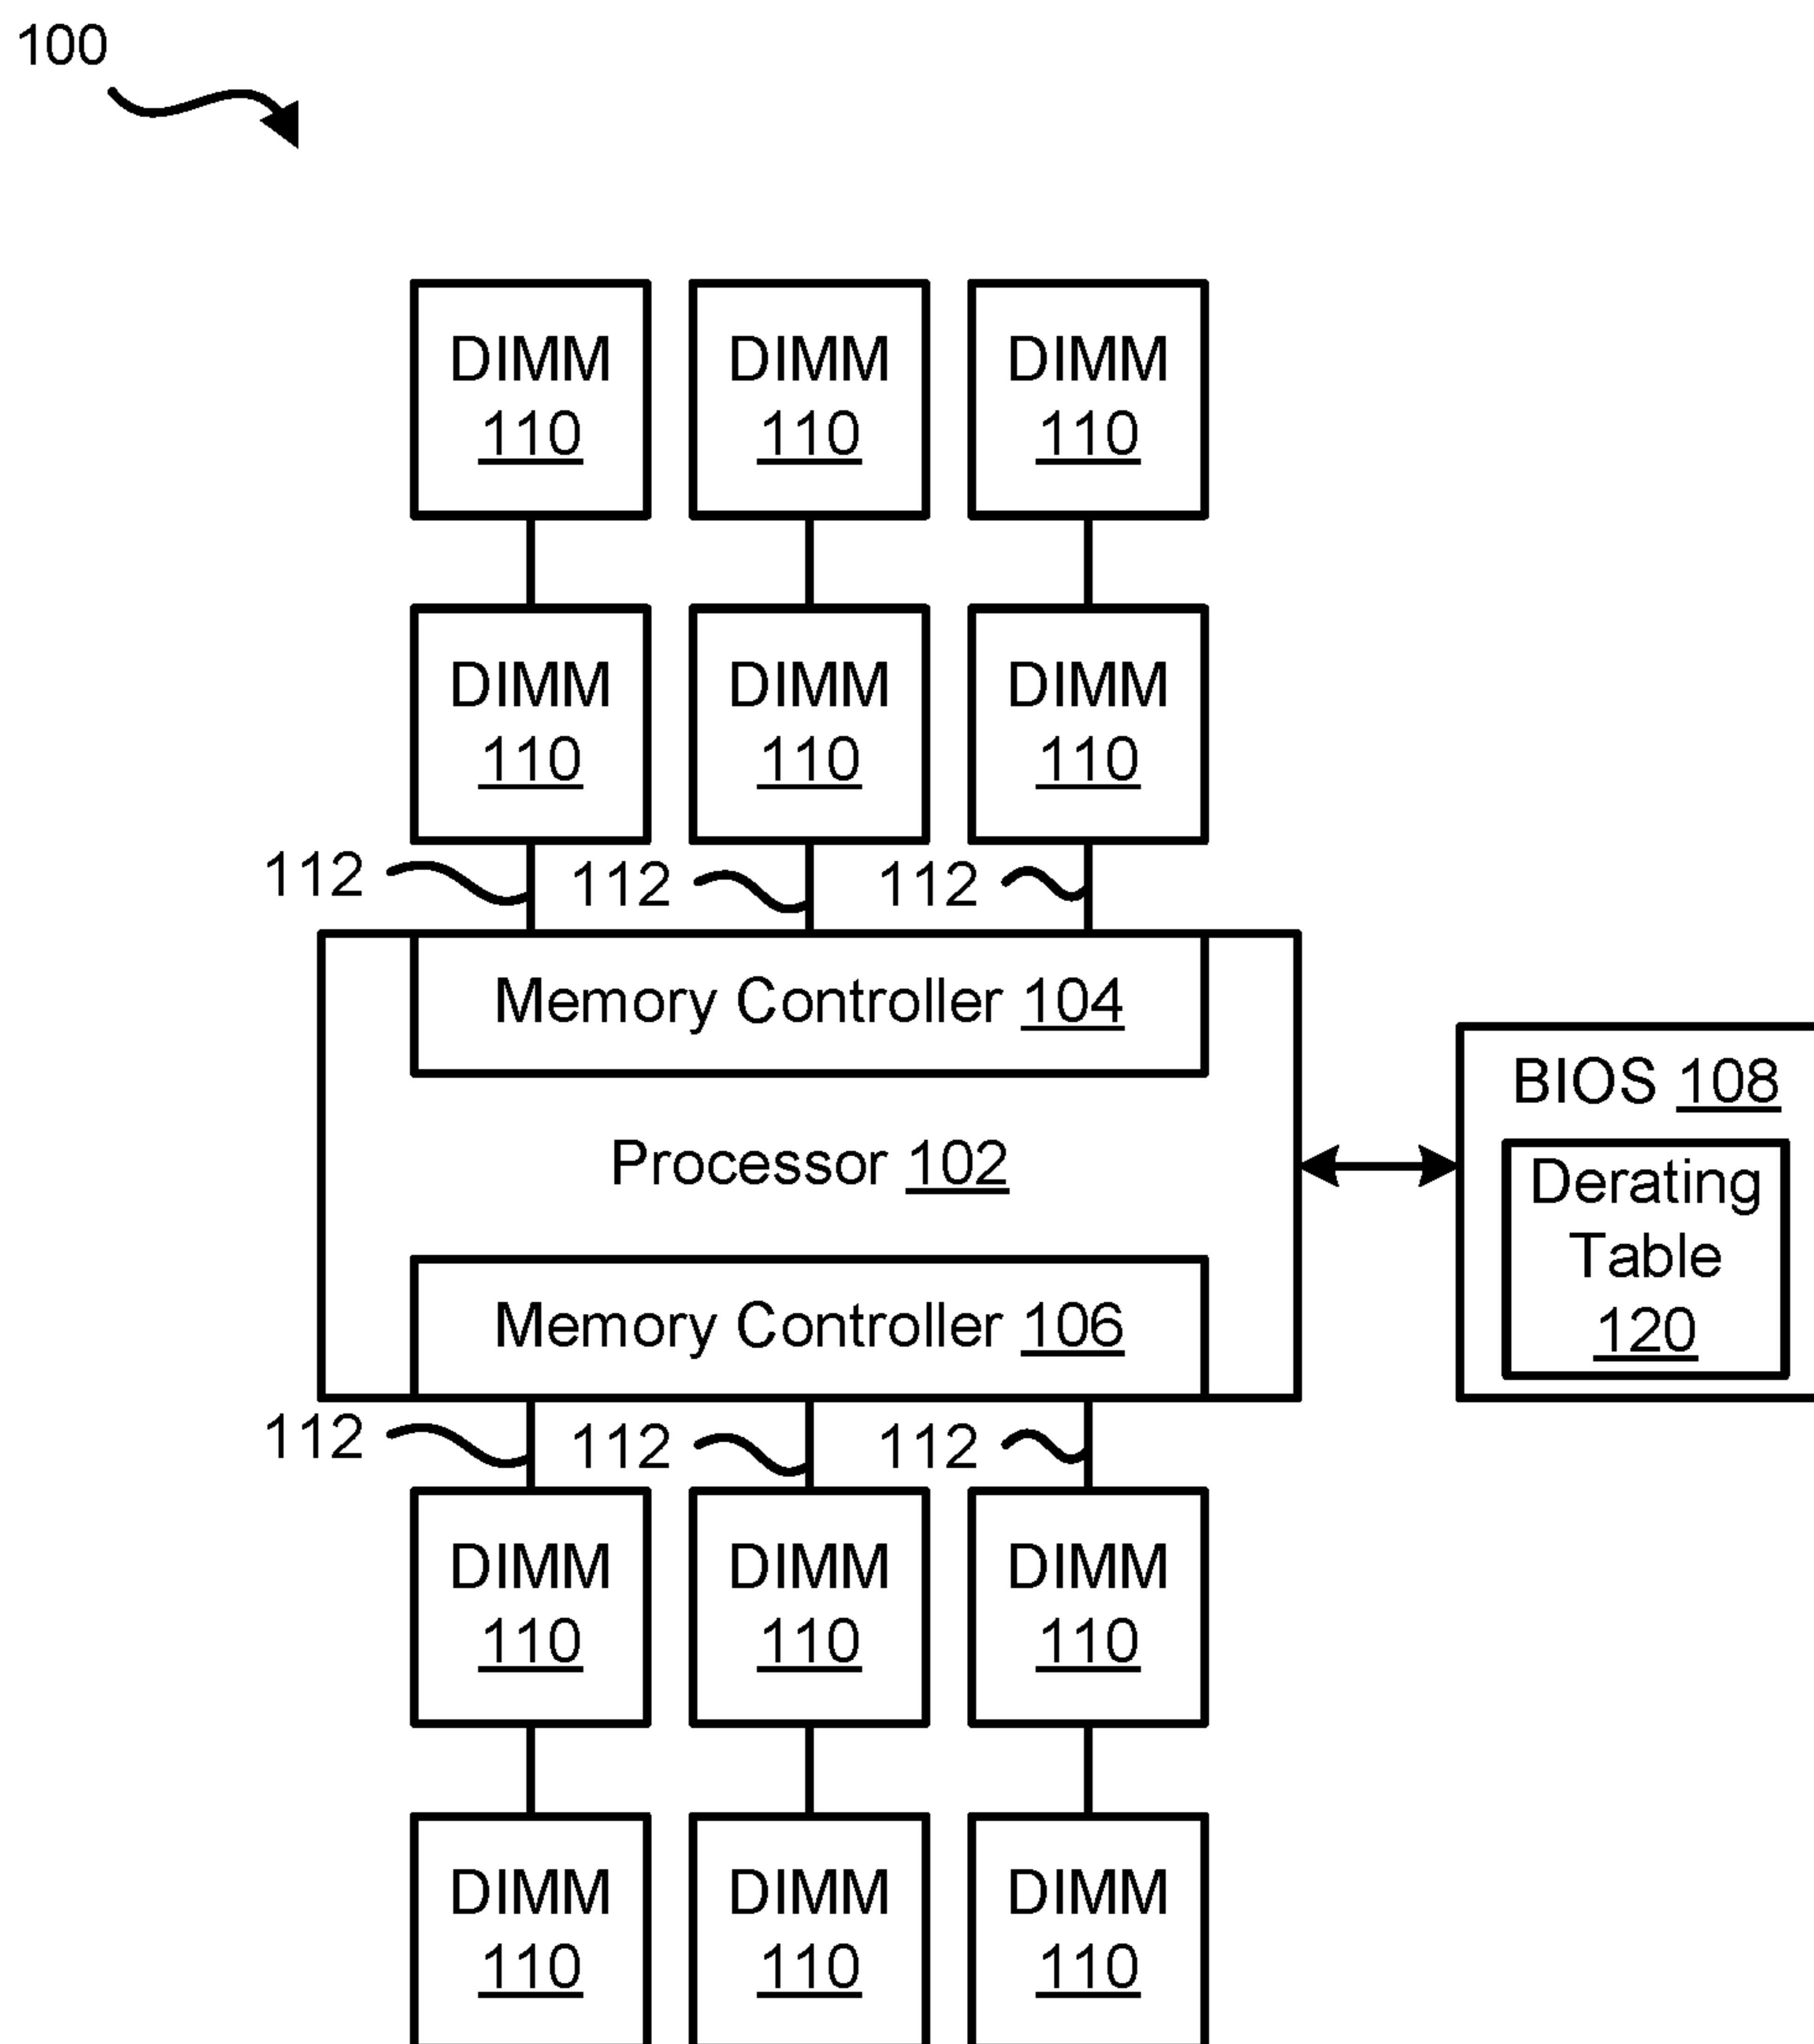 100
DIMM DIMM DIMM
110 110 110
DIMM DIMM DIMM
110 110 110
112 112 112
Memory Controller 104
Processor 102
Memory Controller 106
BIOS 108
Derating
Table
120
112 112 112
DIMM DIMM DIMM
110 110 110
DIMM DIMM DIMM
110 110 110